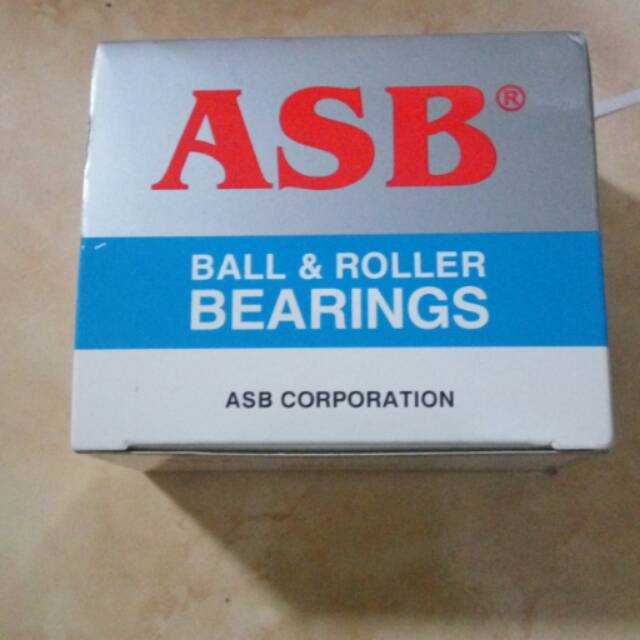 ASB®
BALL & ROLLER
BEARINGS
ASB CORPORATION